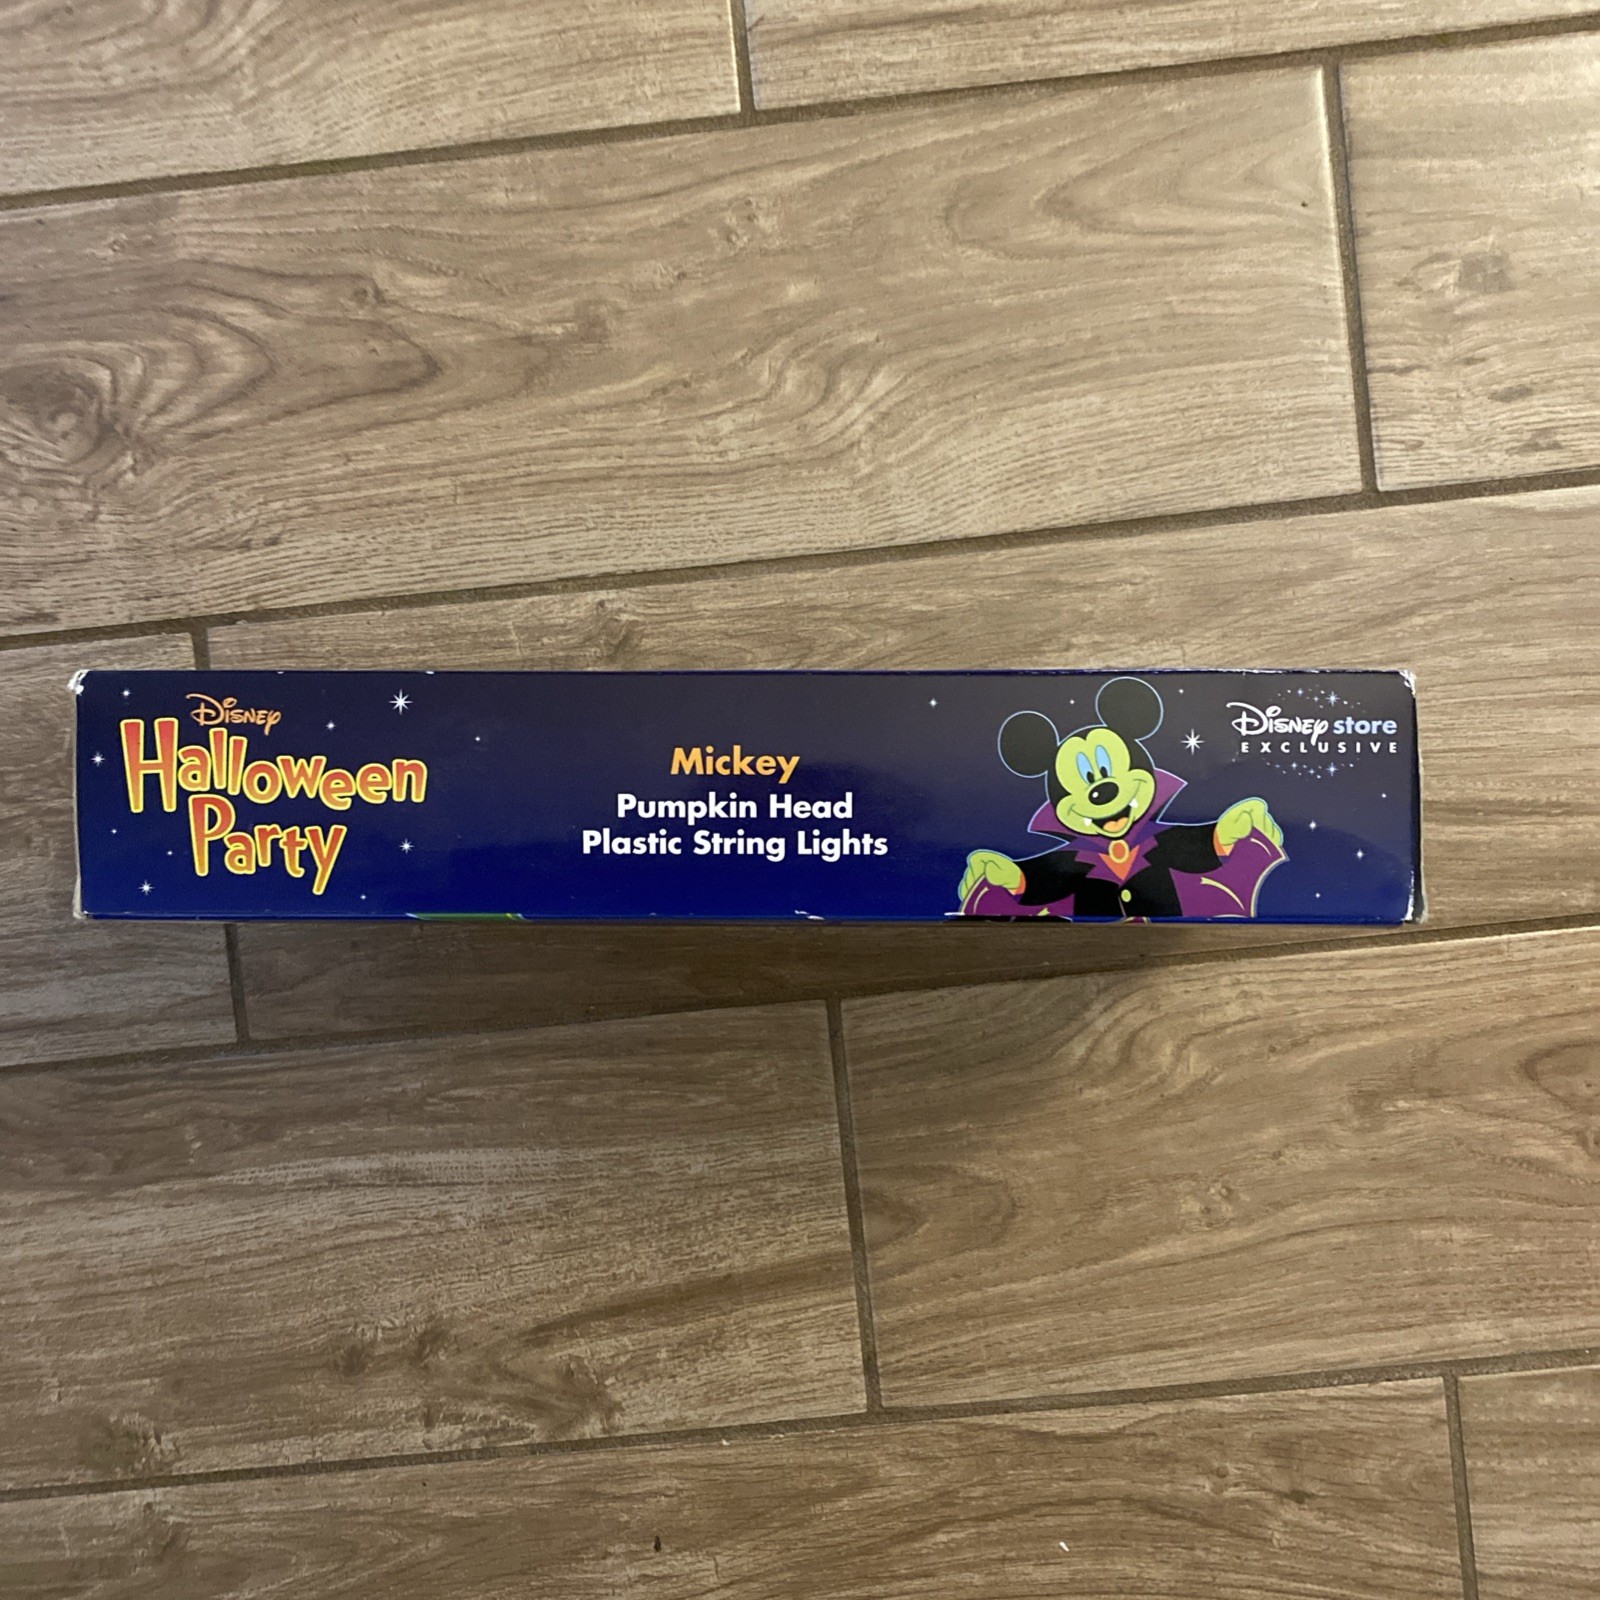 Disney
Halloween
Party
Mickey
Pumpkin Head
Plastic String Lights
Disney store
EXCLUSIVE